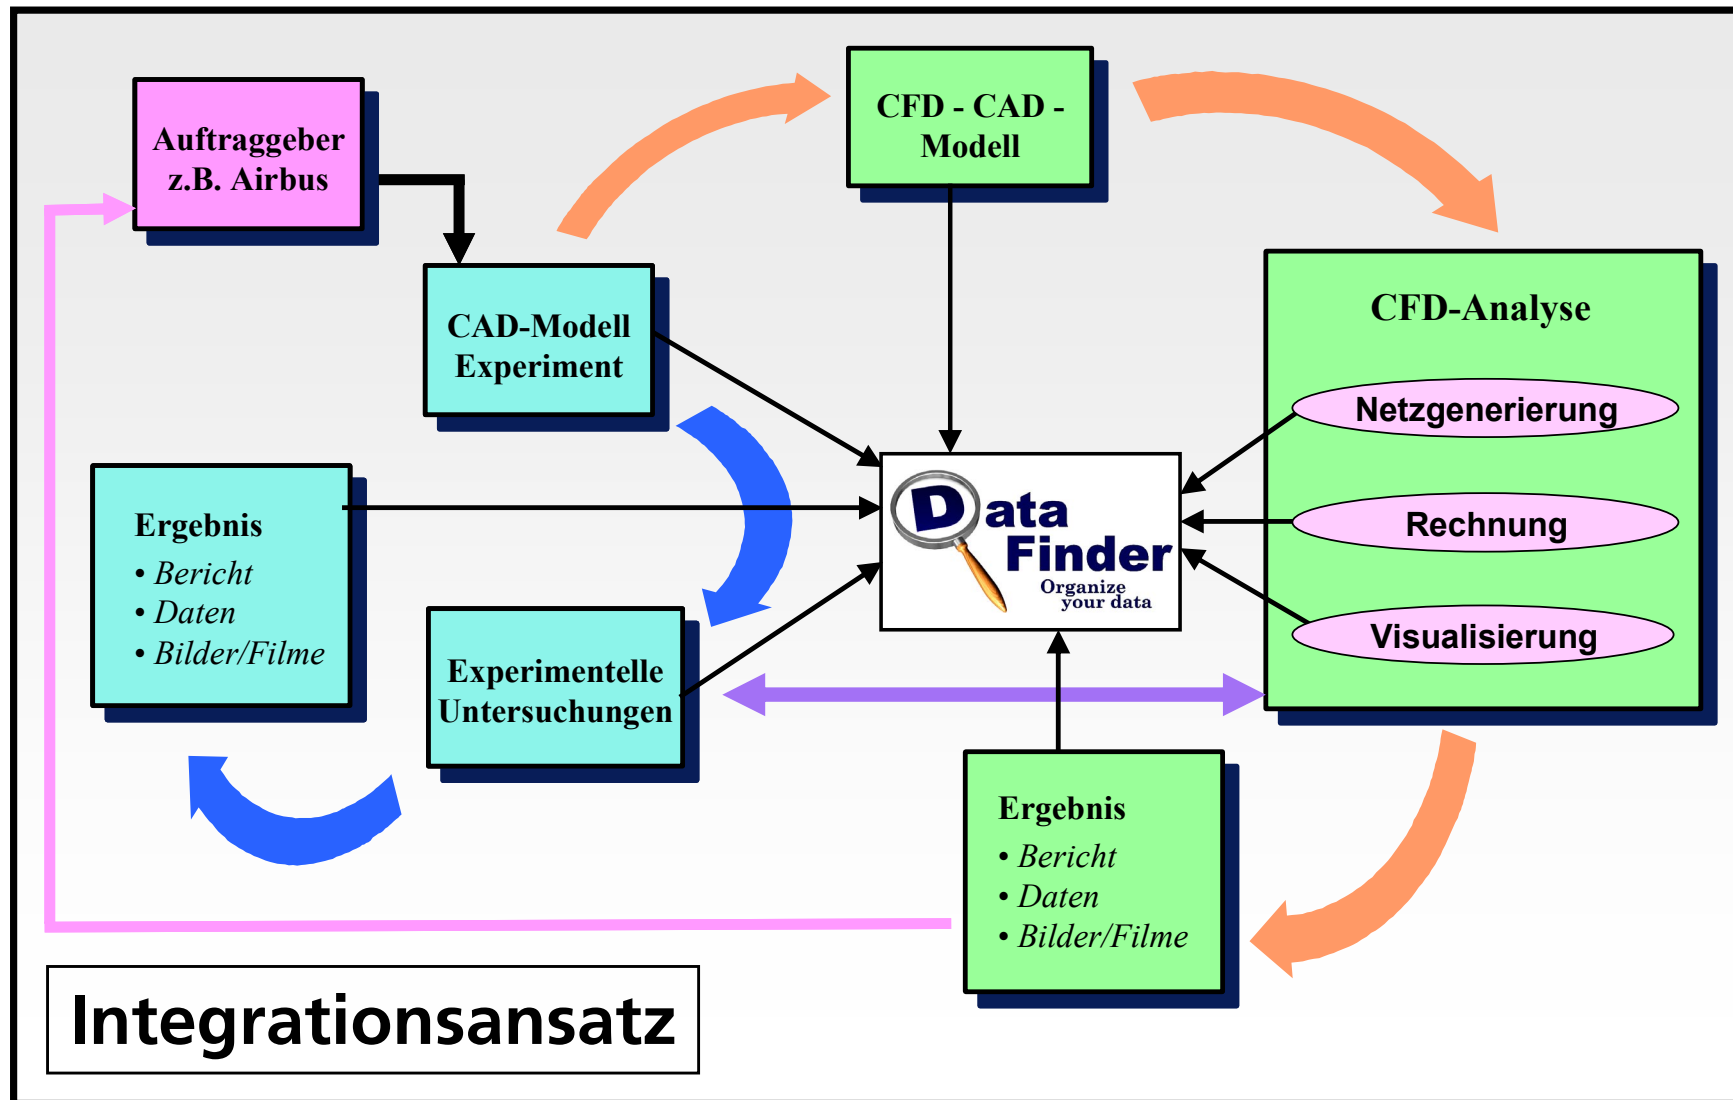 Auftraggeber
z.B. Airbus
CFD - CAD -
Modell
CAD-Modell
Experiment
CFD-Analyse
Netzgenerierung
Rechnung
Visualisierung
Data
Finder
Organize
your data
Ergebnis
• Bericht
• Daten
• Bilder/Filme
Experimentelle
Untersuchungen
Ergebnis
• Bericht
• Daten
• Bilder/Filme
Integrationsansatz